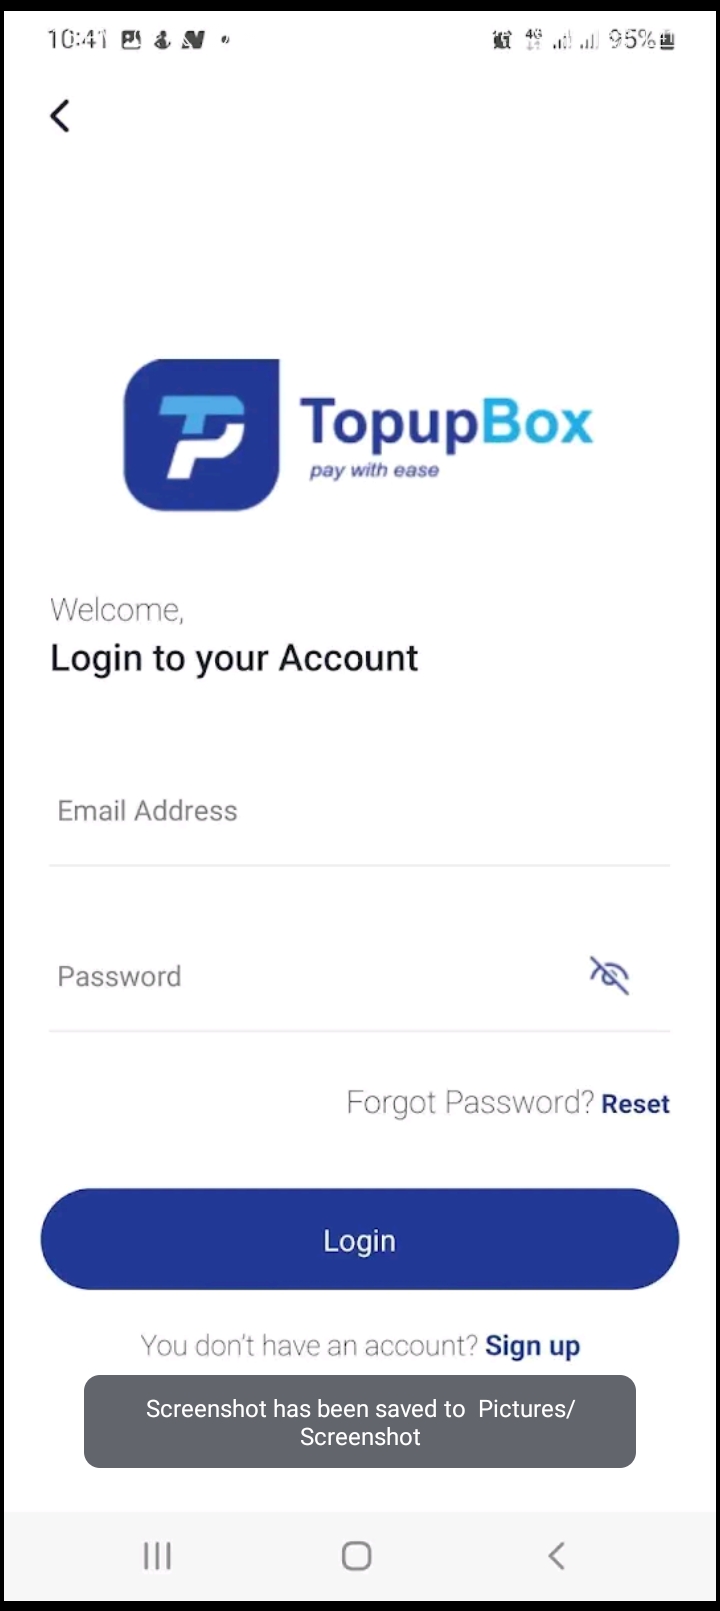 10:41 4G 95%
TopupBox
pay with ease
Welcome,
Login to your Account
Email Address
Password
Forgot Password? Reset
Login
You don't have an account? Sign up
Screenshot has been saved to Pictures/
Screenshot